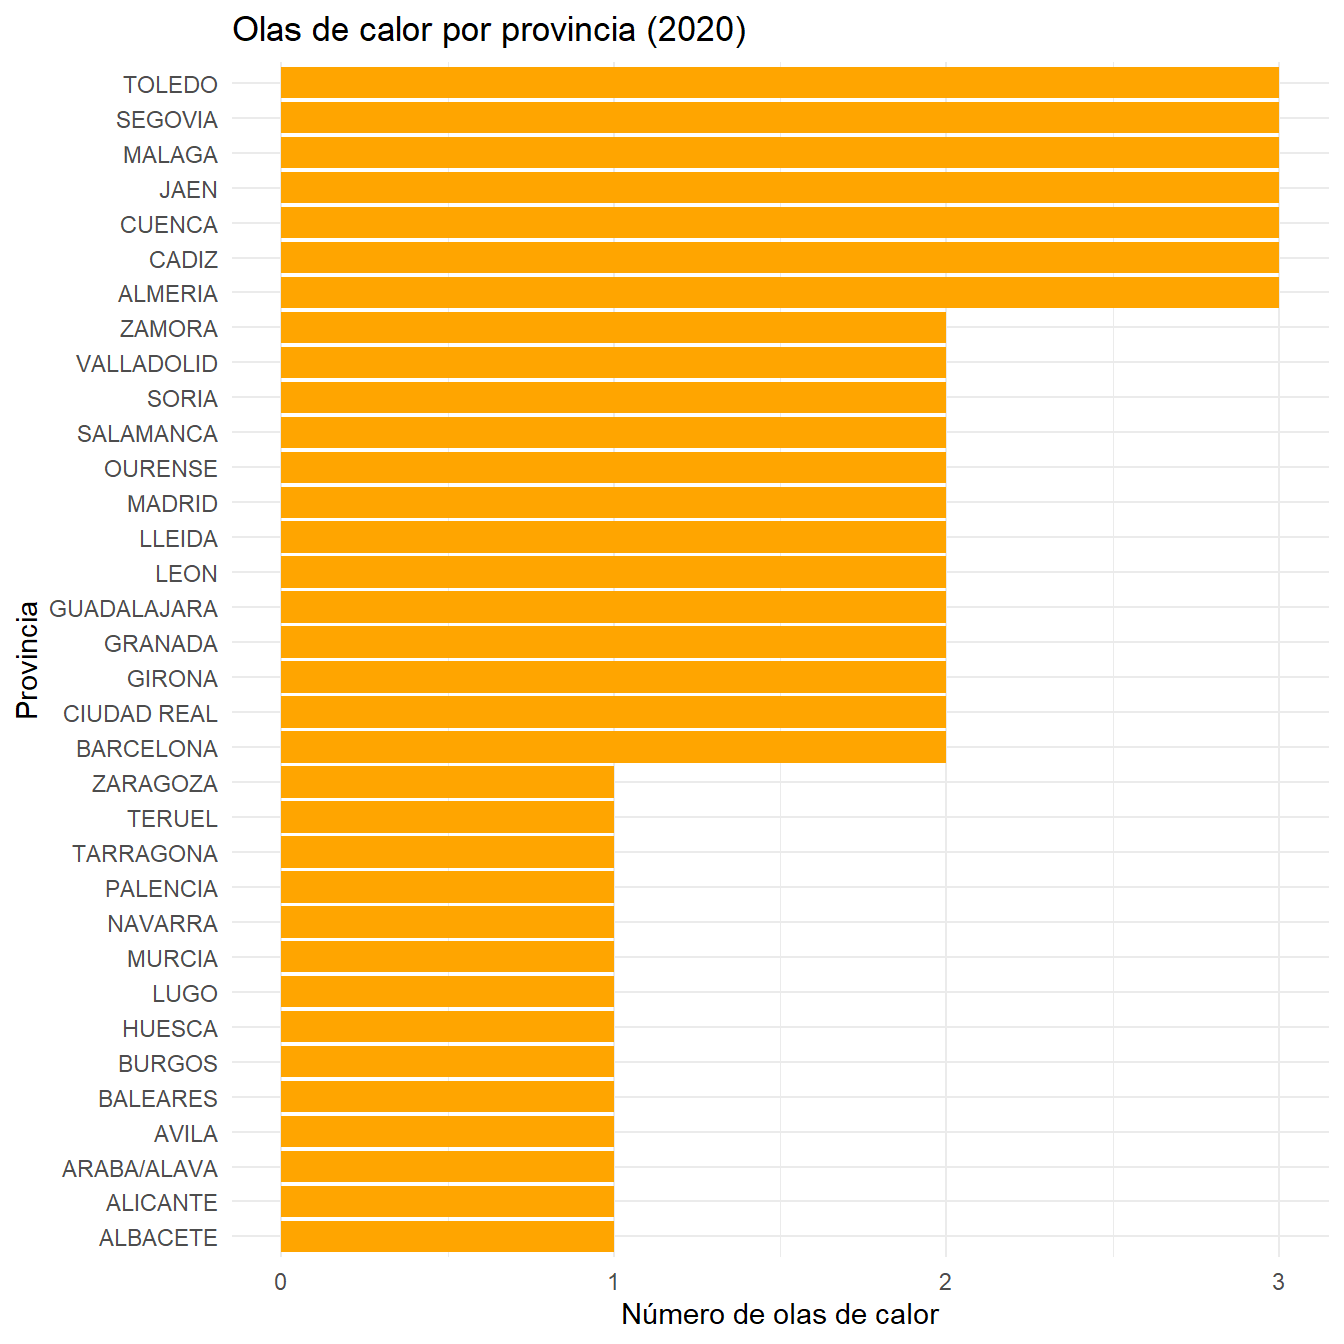 Olas de calor por provincia (2020)
TOLEDO
SEGOVIA
MALAGA
JAEN
CUENCA
CADIZ
ALMERIA
ZAMORA
VALLADOLID
SORIA
SALAMANCA
OURENSE
MADRID
LLEIDA
LEON
GUADALAJARA
GRANADA
GIRONA
CIUDAD REAL
BARCELONA
ZARAGOZA
TERUEL
TARRAGONA
PALENCIA
NAVARRA
MURCIA
LUGO
HUESCA
BURGOS
BALEARES
AVILA
ARABA/ALAVA
ALICANTE
ALBACETE
Provincia
0 1 2 3
Número de olas de calor